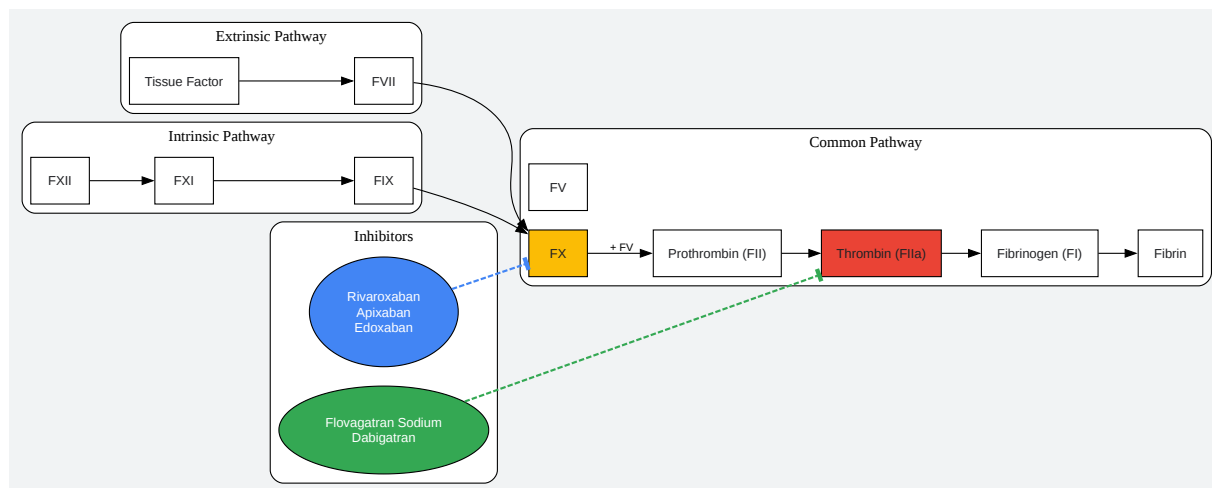 Extrinsic Pathway
Tissue Factor
FVII
Intrinsic Pathway
FXII
FXI
FIX
Common Pathway
FV
FX
+ FV
Prothrombin (FII)
Thrombin (FIIa)
Fibrinogen (FI)
Fibrin
Inhibitors
Rivaroxaban
Apixaban
Edoxaban
Flovagatran Sodium
Dabigatran